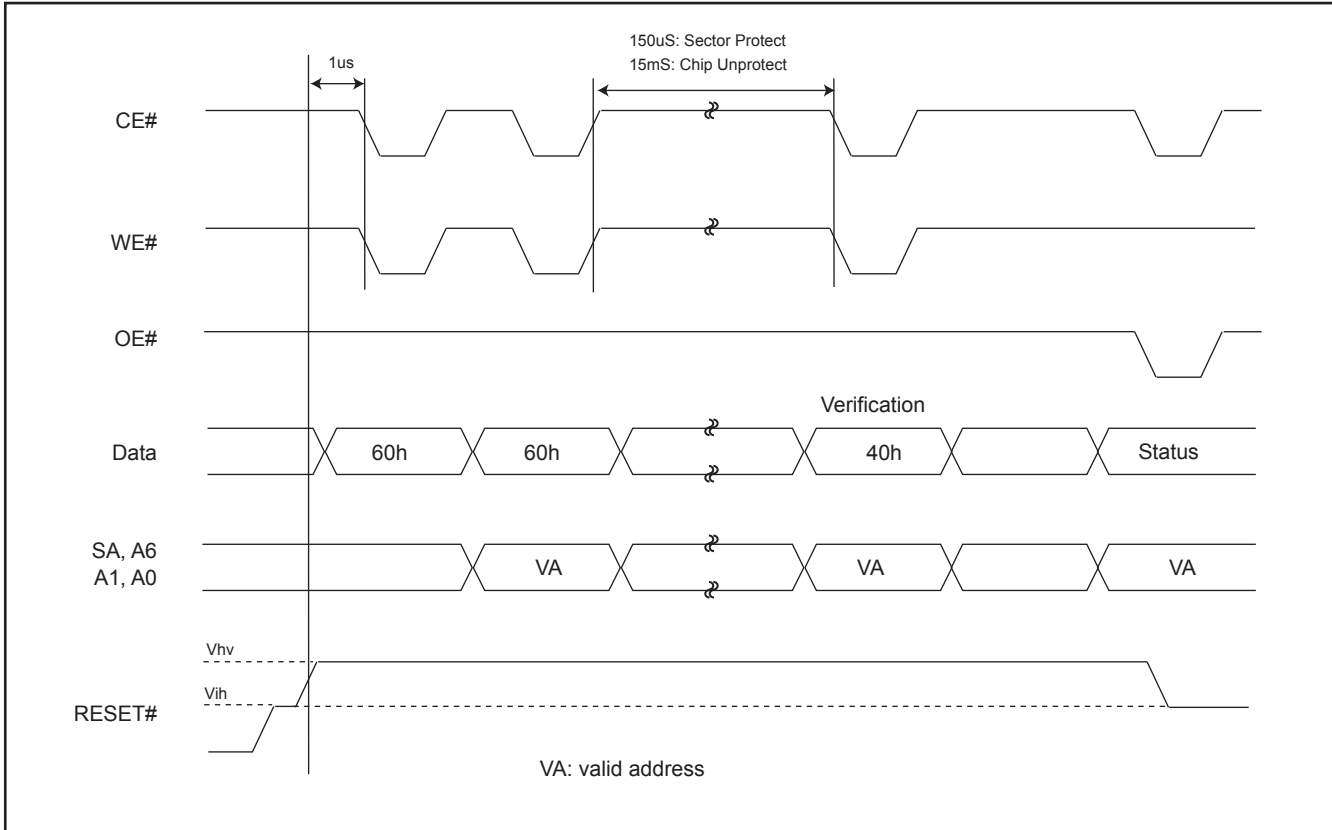 150uS: Sector Protect
15mS: Chip Unprotect
1us
CE#
WE#
OE#
Verification
Data
60h
60h
40h
Status
SA, A6
A1, A0
VA
VA
VA
Vhv
Vih
RESET#
VA: valid address